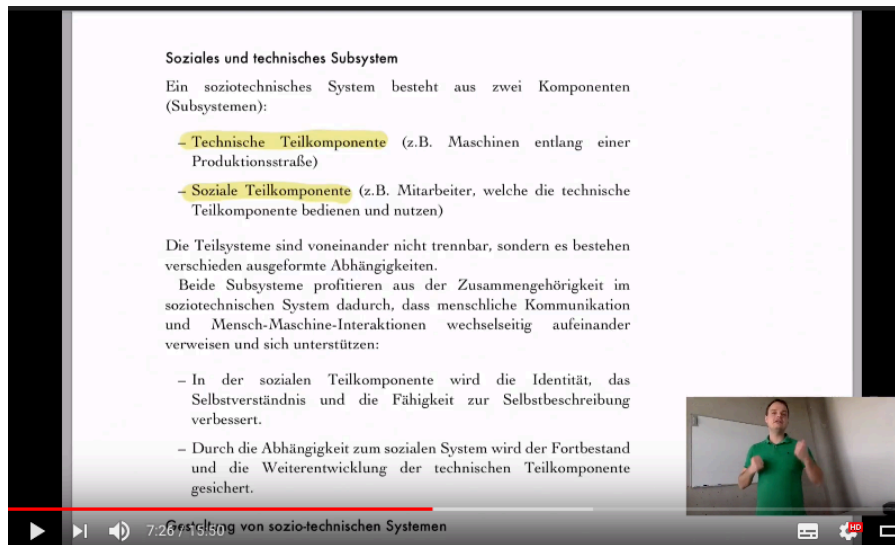 Soziales und technisches Subsystem
Ein soziotechnisches System besteht aus zwei Komponenten
(Subsystemen):
– Technische Teilkomponente (z.B. Maschinen entlang einer
Produktionsstraße)
– Soziale Teilkomponente (z.B. Mitarbeiter, welche die technische
Teilkomponente bedienen und nutzen)
Die Teilsysteme sind voneinander nicht trennbar, sondern es bestehen
verschieden ausgeformte Abhängigkeiten.
Beide Subsysteme profitieren aus der Zusammengehörigkeit im
soziotechnischen System dadurch, dass menschliche Kommunikation
und Mensch-Maschine-Interaktionen wechselseitig aufeinander
verweisen und sich unterstützen:
– In der sozialen Teilkomponente wird die Identität, das
Selbstverständnis und die Fähigkeit zur Selbstbeschreibung
verbessert.
– Durch die Abhängigkeit zum sozialen System wird der Fortbestand
und die Weiterentwicklung der technischen Teilkomponente
gesichert.
Gestaltung von sozio-technischen Systemen
7:26 / 15:50
HD